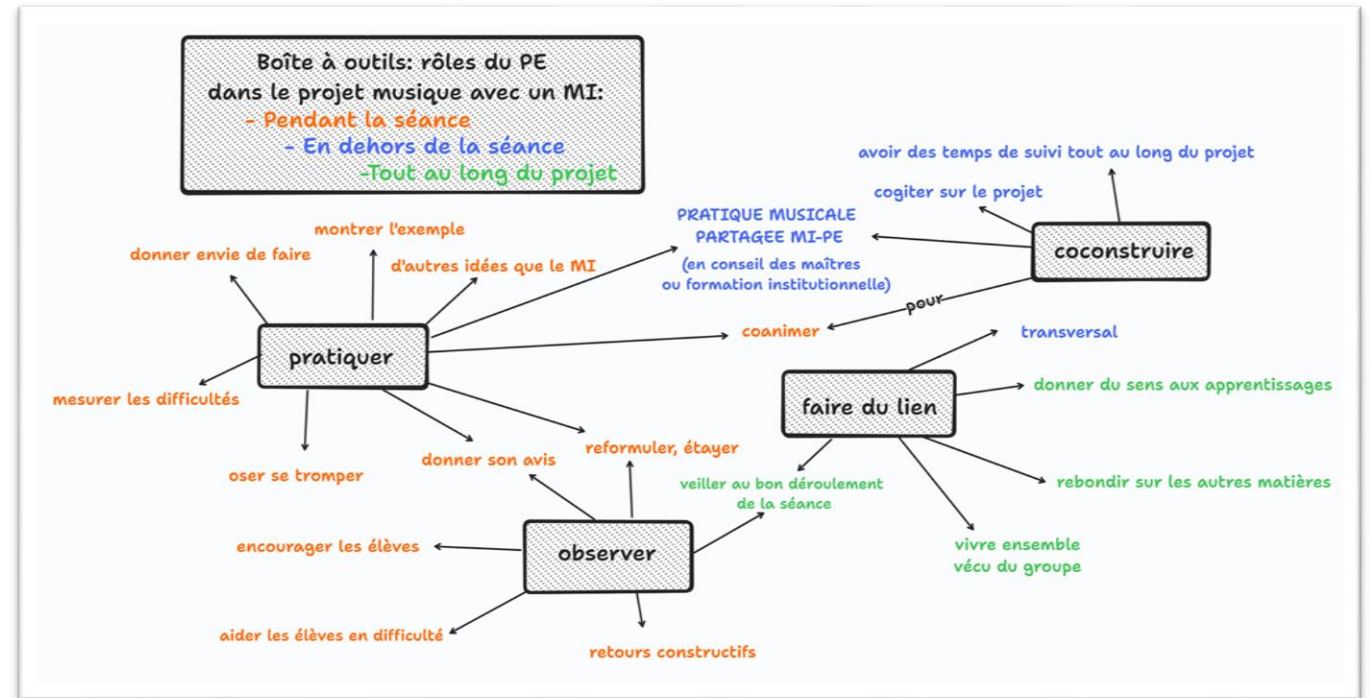 Boîte à outils: rôles du PE
dans le projet musique avec un MI:
- Pendant la séance
- En dehors de la séance
-Tout au long du projet
avoir des temps de suivi tout au long du projet
cogiter sur le projet
PRATIQUE MUSICALE
PARTAGEE MI-PE
(en conseil des maîtres
ou formation institutionnelle)
coconstruire
montrer l'exemple
donner envie de faire
d'autres idées que le MI
pour
coanimer
transversal
pratiquer
mesurer les difficultés
donner du sens aux apprentissages
faire du lien
oser se tromper
donner son avis
reformuler, étayer
veiller au bon déroulement
de la séance
rebondir sur les autres matières
encourager les élèves
observer
vivre ensemble
vécu du groupe
aider les élèves en difficulté
retours constructifs